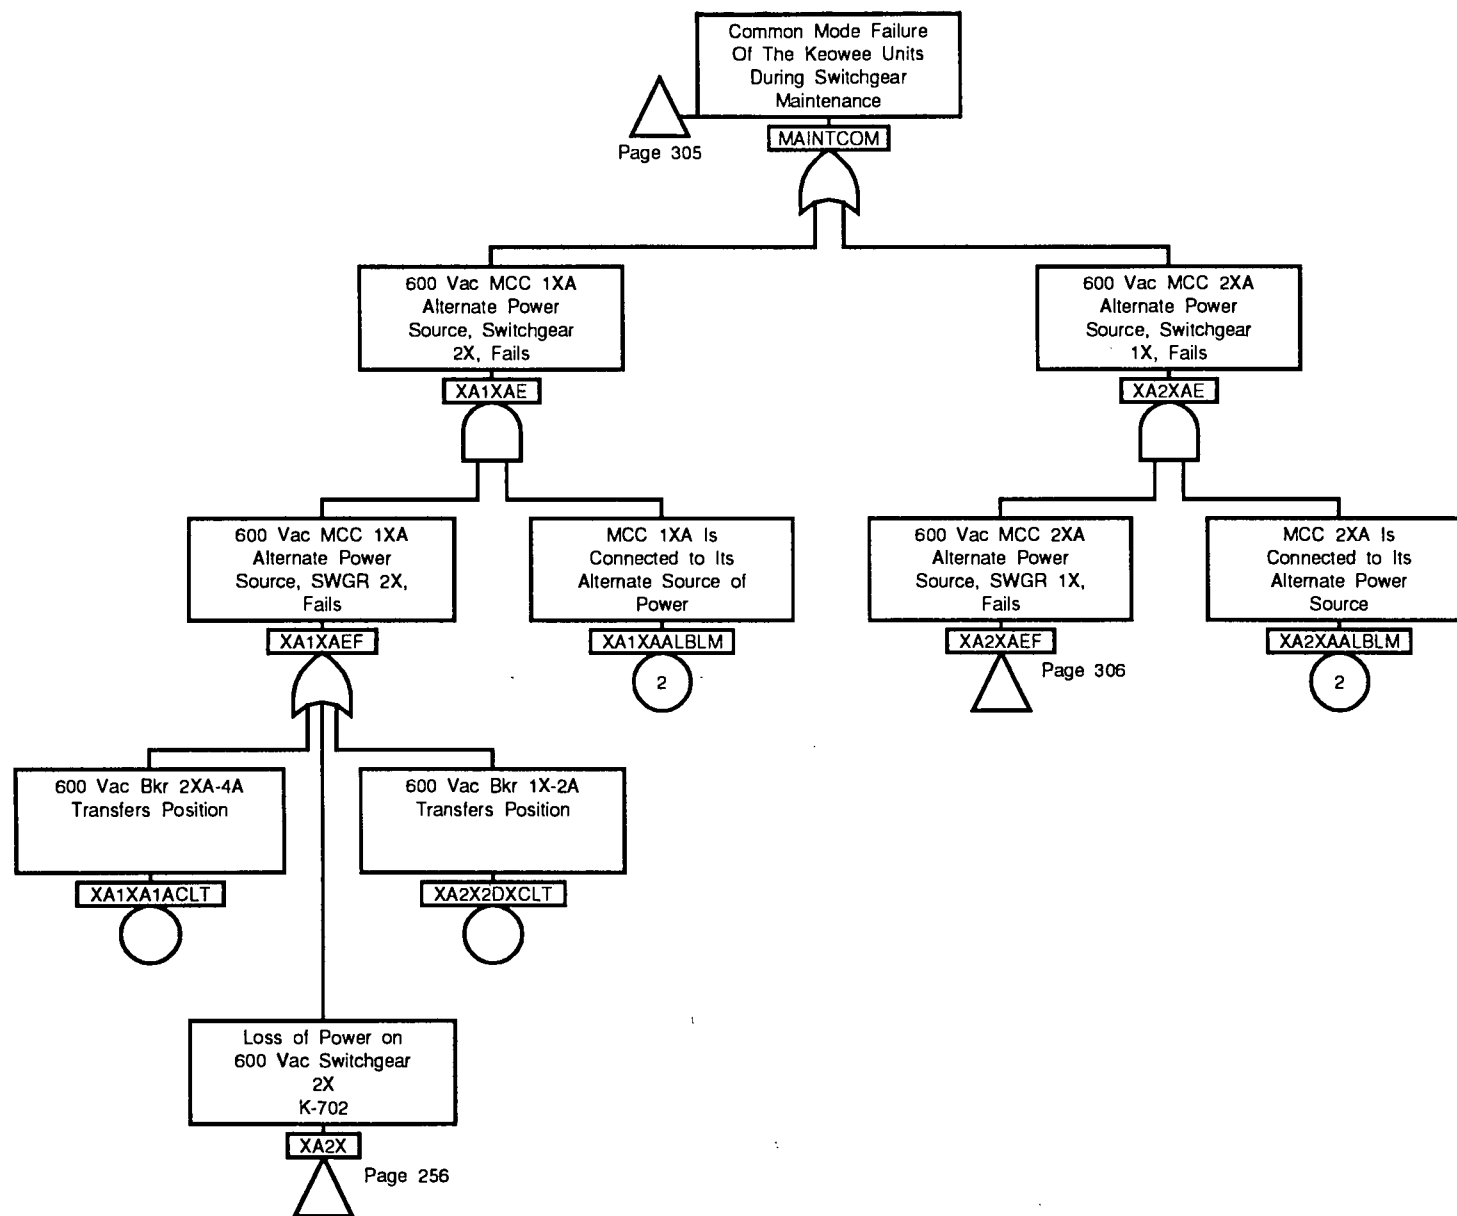 Common Mode Failure
Of The Keowee Units
During Switchgear
Maintenance
Page 305
MAINTCOM
600 Vac MCC 1XA
Alternate Power
Source, Switchgear
2X, Fails
XA1XAE
600 Vac MCC 2XA
Alternate Power
Source, Switchgear
1X, Fails
XA2XAE
600 Vac MCC 1XA
Alternate Power
Source, SWGR 2X,
Fails
XA1XAEF
MCC 1XA Is
Connected to Its
Alternate Source of
Power
XA1XAALBLM
2
600 Vac MCC 2XA
Alternate Power
Source, SWGR 1X,
Fails
XA2XAEF
Page 306
MCC 2XA Is
Connected to Its
Alternate Power
Source
XA2XAALBLM
2
600 Vac Bkr 2XA-4A
Transfers Position
XA1XA1ACLT
600 Vac Bkr 1X-2A
Transfers Position
XA2X2DXCLT
Loss of Power on
600 Vac Switchgear
2X
K-702
XA2X
Page 256